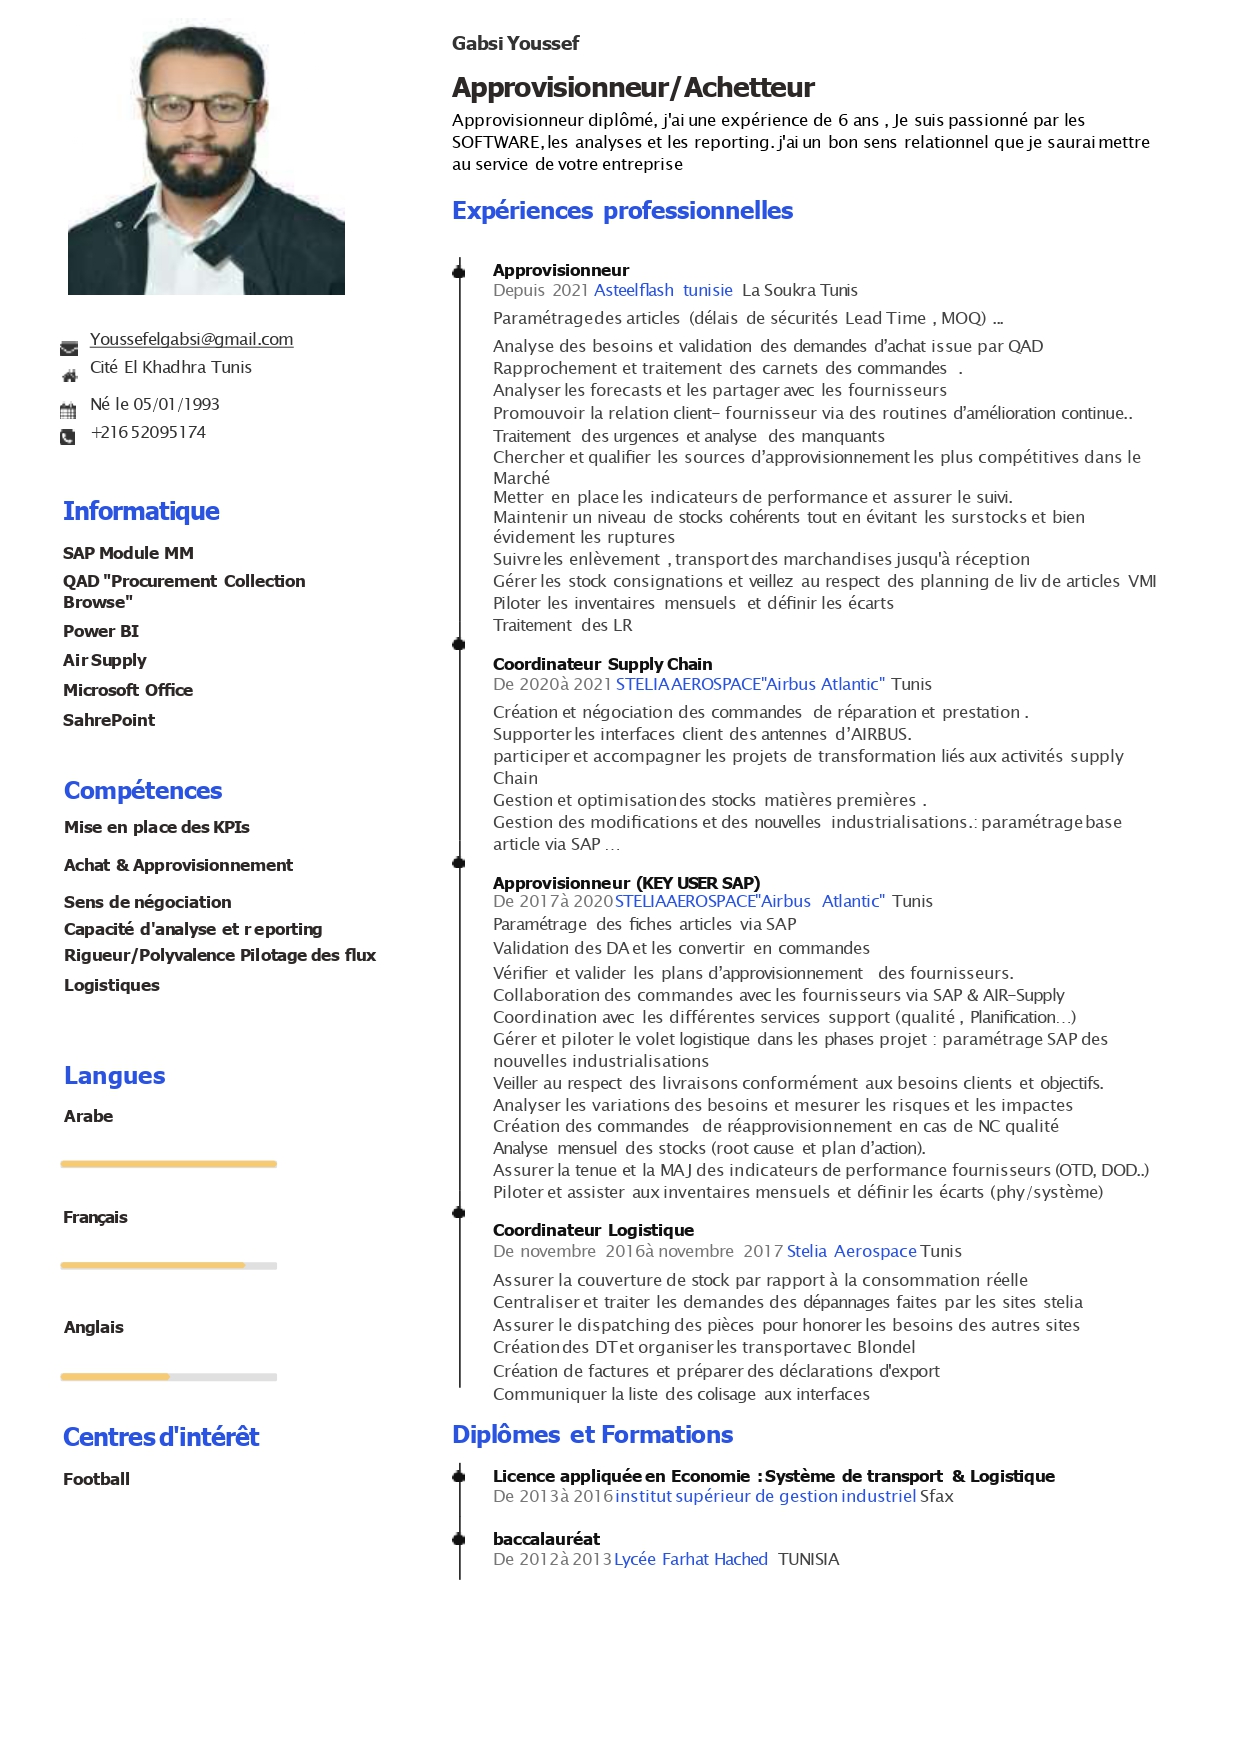 Gabsi Youssef
Approvisionneur/Achetteur
Approvisionneur diplômé, j'ai une expérience de 6 ans , Je suis passionné par les
SOFTWARE, les analyses et les reporting. j'ai un bon sens relationnel que je saurai mettre
au service de votre entreprise
Youssefelgabsi@gmail.com
Cité El Khadhra Tunis
Né le 05/01/1993
+216 52095174
Informatique
SAP Module MM
QAD "Procurement Collection
Browse"
Power BI
Air Supply
Microsoft Office
SahrePoint
Compétences
Mise en place des KPIs
Achat & Approvisionnement
Sens de négociation
Capacité d'analyse et reporting
Rigueur/Polyvalence Pilotage des flux
Logistiques
Langues
Arabe
Français
Anglais
Centres d'intérêt
Football
Expériences professionnelles
Approvisionneur
Depuis 2021 Asteelflash tunisie La Soukra Tunis
Paramétrage des articles (délais de sécurités Lead Time , MOQ) ...
Analyse des besoins et validation des demandes d’achat issue par QAD
Rapprochement et traitement des carnets des commandes .
Analyser les forecasts et les partager avec les fournisseurs
Promouvoir la relation client– fournisseur via des routines d’amélioration continue..
Traitement des urgences et analyse des manquants
Chercher et qualifier les sources d’approvisionnement les plus compétitives dans le
Marché
Metter en place les indicateurs de performance et assurer le suivi.
Maintenir un niveau de stocks cohérents tout en évitant les surstocks et bien
évidement les ruptures
Suivre les enlèvement , transport des marchandises jusqu'à réception
Gérer les stock consignations et veillez au respect des planning de liv de articles VMI
Piloter les inventaires mensuels et définir les écarts
Traitement des LR
Coordinateur Supply Chain
De 2020 à 2021 STELIA AEROSPACE"Airbus Atlantic" Tunis
Création et négociation des commandes de réparation et prestation .
Supporter les interfaces client des antennes d’AIRBUS.
participer et accompagner les projets de transformation liés aux activités supply
Chain
Gestion et optimisation des stocks matières premières .
Gestion des modifications et des nouvelles industrialisations.: paramétrage base
article via SAP …
Approvisionneur (KEY USER SAP)
De 2017 à 2020 STELIA AEROSPACE"Airbus Atlantic" Tunis
Paramétrage des fiches articles via SAP
Validation des DA et les convertir en commandes
Vérifier et valider les plans d’approvisionnement des fournisseurs.
Collaboration des commandes avec les fournisseurs via SAP & AIR–Supply
Coordination avec les différentes services support (qualité , Planification…)
Gérer et piloter le volet logistique dans les phases projet : paramétrage SAP des
nouvelles industrialisations
Veiller au respect des livraisons conformément aux besoins clients et objectifs.
Analyser les variations des besoins et mesurer les risques et les impactes
Création des commandes de réapprovisionnement en cas de NC qualité
Analyse mensuel des stocks (root cause et plan d’action).
Assurer la tenue et la MAJ des indicateurs de performance fournisseurs (OTD, DOD..)
Piloter et assister aux inventaires mensuels et définir les écarts (phy/système)
Coordinateur Logistique
De novembre 2016 à novembre 2017 Stelia Aerospace Tunis
Assurer la couverture de stock par rapport à la consommation réelle
Centraliser et traiter les demandes des dépannages faites par les sites stelia
Assurer le dispatching des pièces pour honorer les besoins des autres sites
Création des DT et organiser les transport avec Blondel
Création de factures et préparer des déclarations d'export
Communiquer la liste des colisage aux interfaces
Diplômes et Formations
Licence appliquée en Economie : Système de transport & Logistique
De 2013 à 2016 institut supérieur de gestion industriel Sfax
baccalauréat
De 2012 à 2013 Lycée Farhat Hached TUNISIA